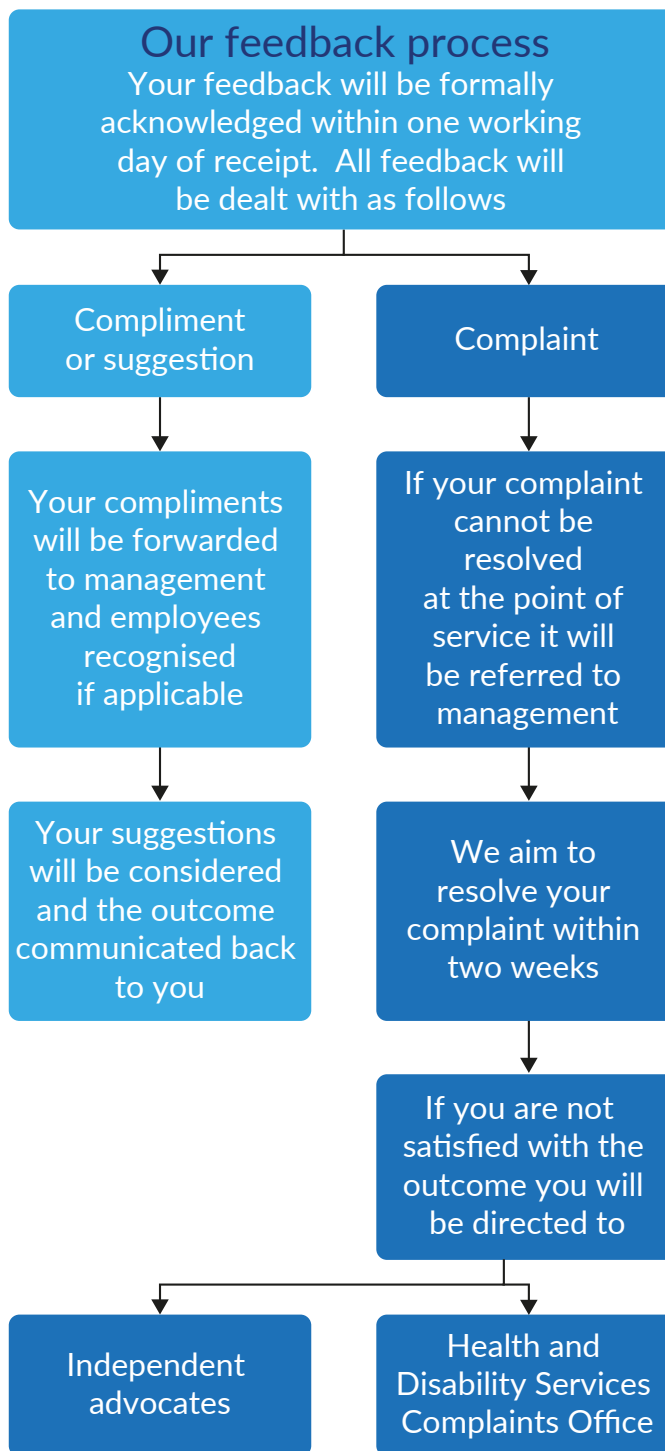 Our feedback process
Your feedback will be formally
acknowledged within one working
day of receipt.  All feedback will
be dealt with as follows
Compliment
or suggestion
Complaint
Your compliments
will be forwarded
to management
and employees
recognised
if applicable
If your complaint
cannot be
resolved
at the point of
service it will
be referred to
management
Your suggestions
will be considered
and the outcome
communicated back
to you
We aim to
resolve your
complaint within
two weeks
If you are not
satisfied with the
outcome you will
be directed to
Independent
advocates
Health and
Disability Services
Complaints Office